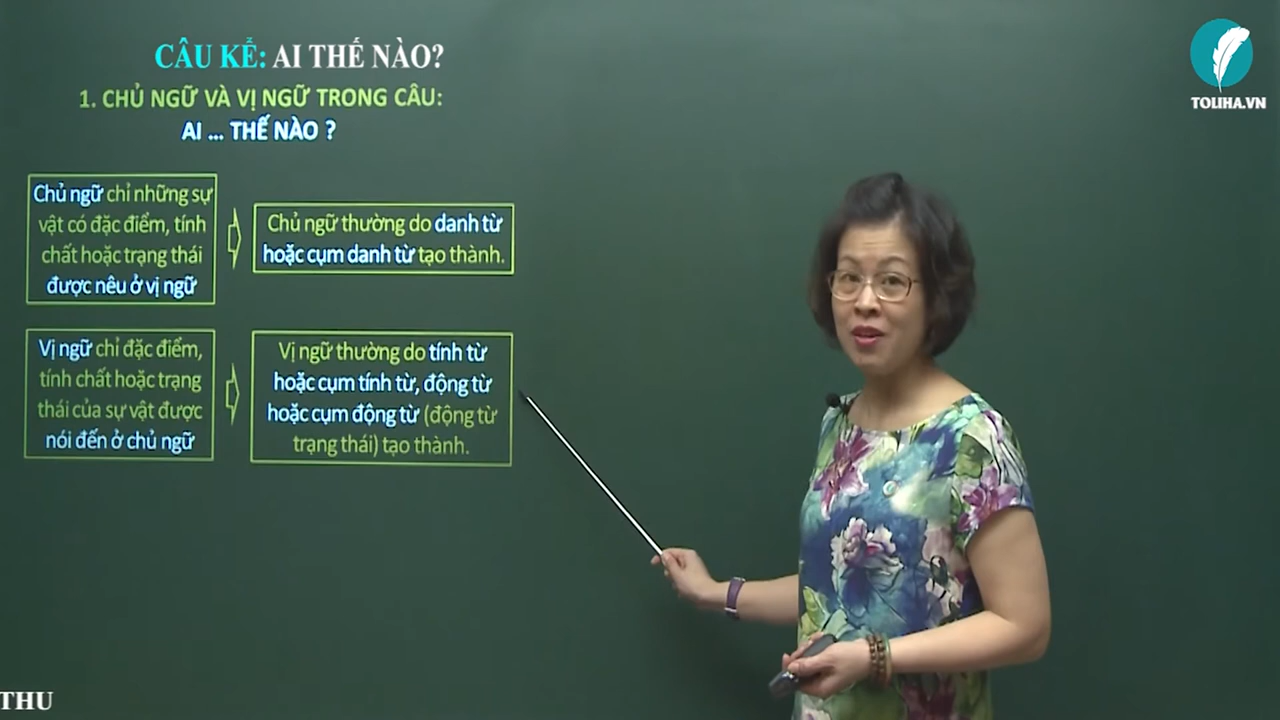 CÂU KỂ: AI THẾ NÀO?
1. CHỦ NGỮ VÀ VỊ NGỮ TRONG CÂU:
AI ... THẾ NÀO ?
Chủ ngữ chỉ những sự
vật có đặc điểm, tính
chất hoặc trạng thái
được nêu ở vị ngữ
Chủ ngữ thường do danh từ
hoặc cụm danh từ tạo thành.
Vị ngữ chỉ đặc điểm,
tính chất hoặc trạng
thái của sự vật được
nói đến ở chủ ngữ
Vị ngữ thường do tính từ
hoặc cụm tính từ, động từ
hoặc cụm động từ (động từ
trạng thái) tạo thành.
TOLIHA.VN
THU